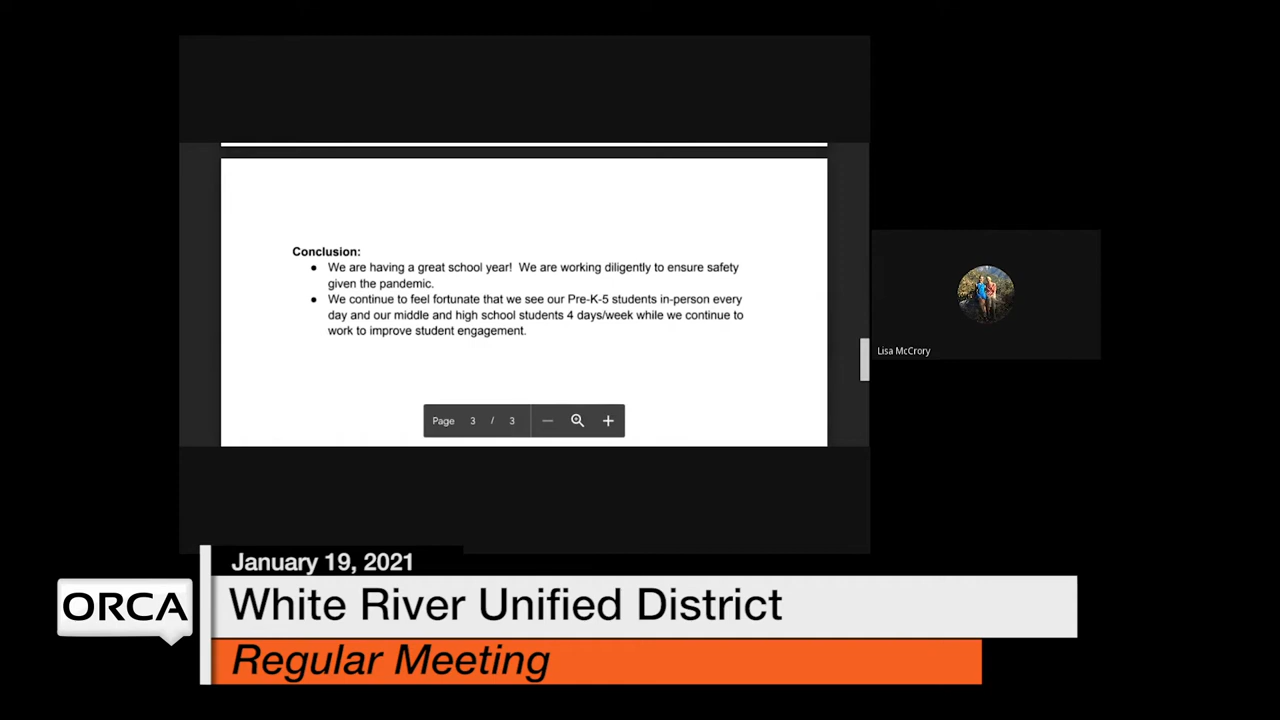 Conclusion:
● We are having a great school year! We are working diligently to ensure safety
given the pandemic.
● We continue to feel fortunate that we see our Pre-K-5 students in-person every
day and our middle and high school students 4 days/week while we continue to
work to improve student engagement.
Page 3 / 3
Lisa McCrory
January 19, 2021
ORCA
White River Unified District
Regular Meeting